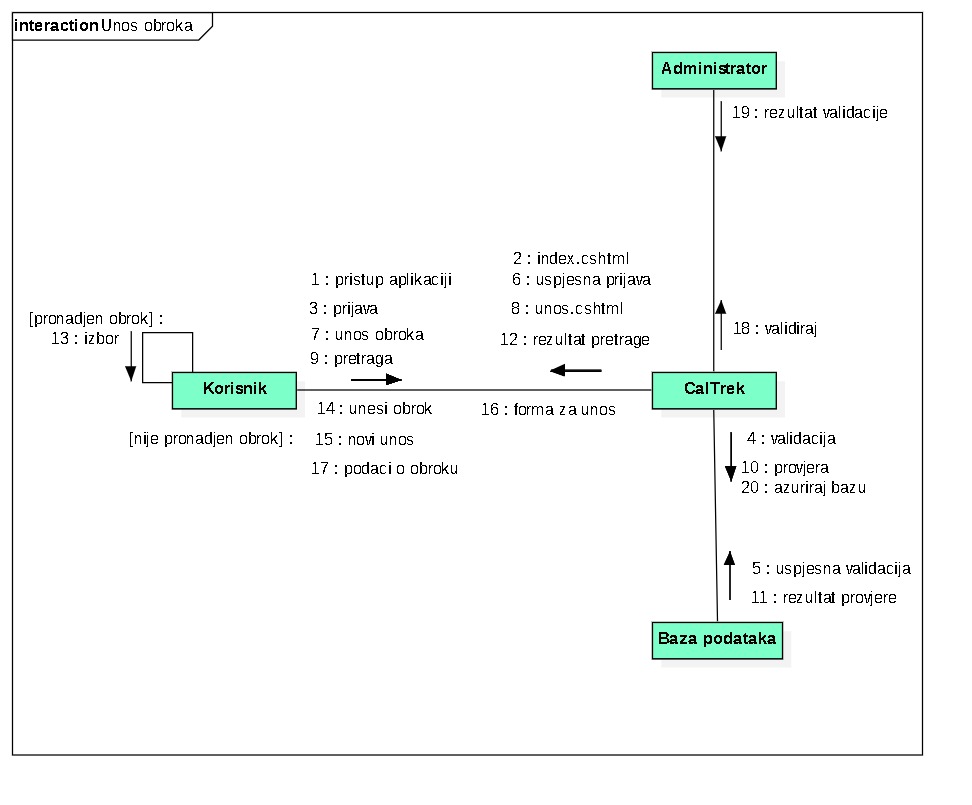 interaction Unos obroka
Administrator
19 : rezultat validacije
2 : index.cshtml
1 : pristup aplikaciji
6 : uspjesna prijava
3 : prijava
8 : unos.cshtml
[pronadjen obrok] :
13 : izbor
7 : unos obroka
12 : rezultat pretrage
18 : validiraj
9 : pretraga
Korisnik
CalTrek
14 : unesi obrok
16 : forma za unos
[nije pronadjen obrok] :
15 : novi unos
4 : validacija
17 : podaci o obroku
10 : provjera
20 : azuriraj bazu
5 : uspjesna validacija
11 : rezultat provjere
Baza podataka